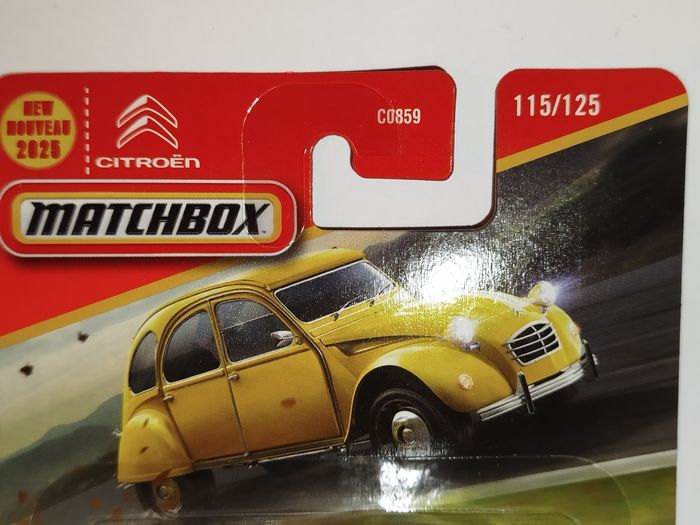 NEW
NOUVEAU
2025
CITROËN
C0859
115/125
MATCHBOX